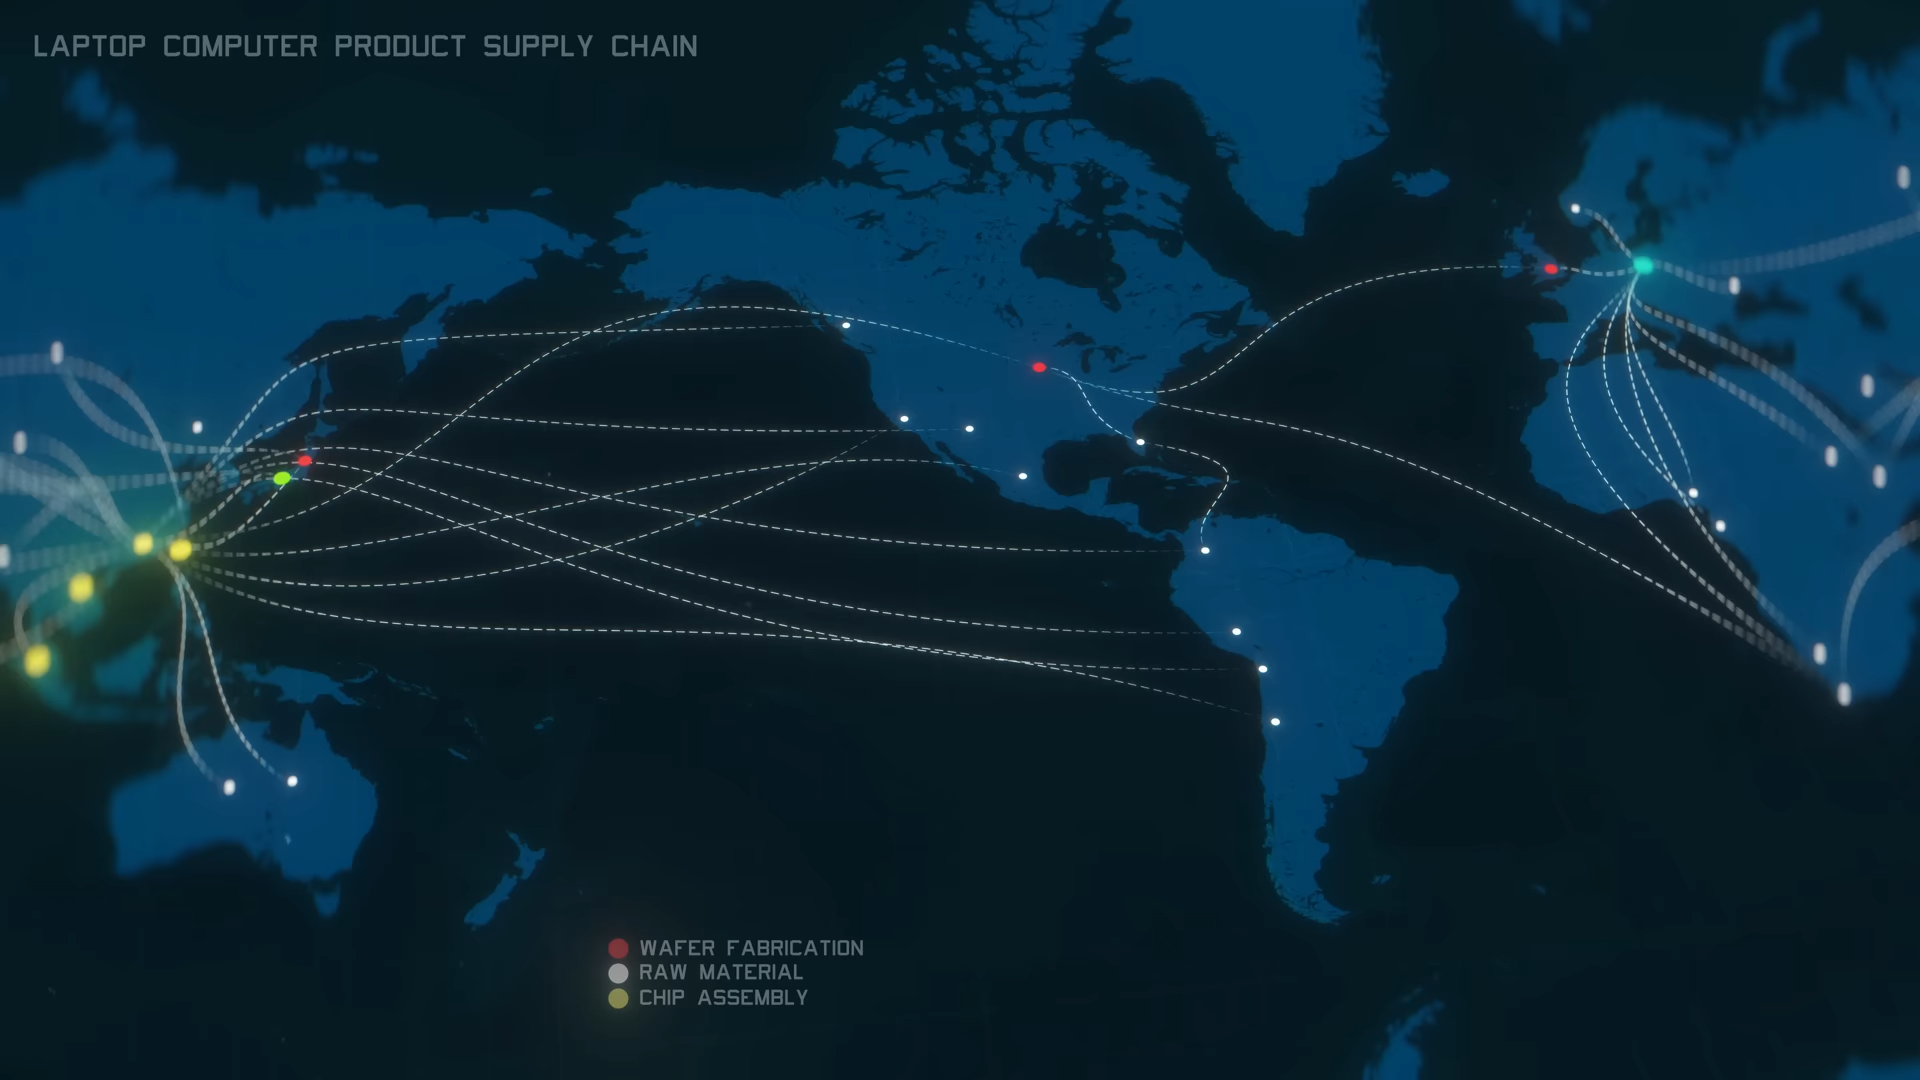 LAPTOP COMPUTER PRODUCT SUPPLY CHAIN
WAFER FABRICATION
RAW MATERIAL
CHIP ASSEMBLY